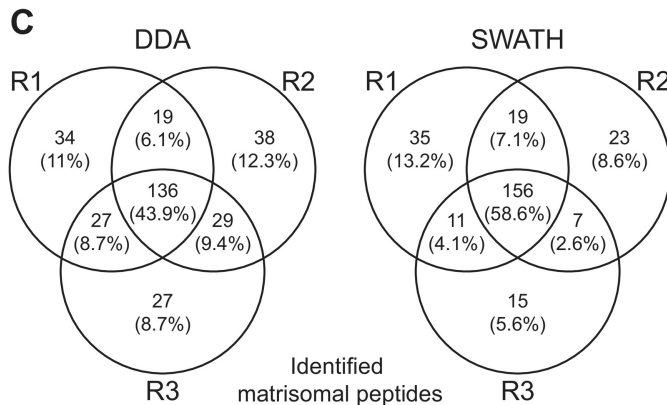 C
DDA
SWATH
R1
R2
R1
R2
19
(6.1%)
34
(11%)
38
(12.3%)
136
(43.9%)
27
(8.7%)
29
(9.4%)
27
(8.7%)
R3
19
(7.1%)
35
(13.2%)
23
(8.6%)
156
(58.6%)
11
(4.1%)
7
(2.6%)
15
(5.6%)
R3
Identified
matrisomal peptides